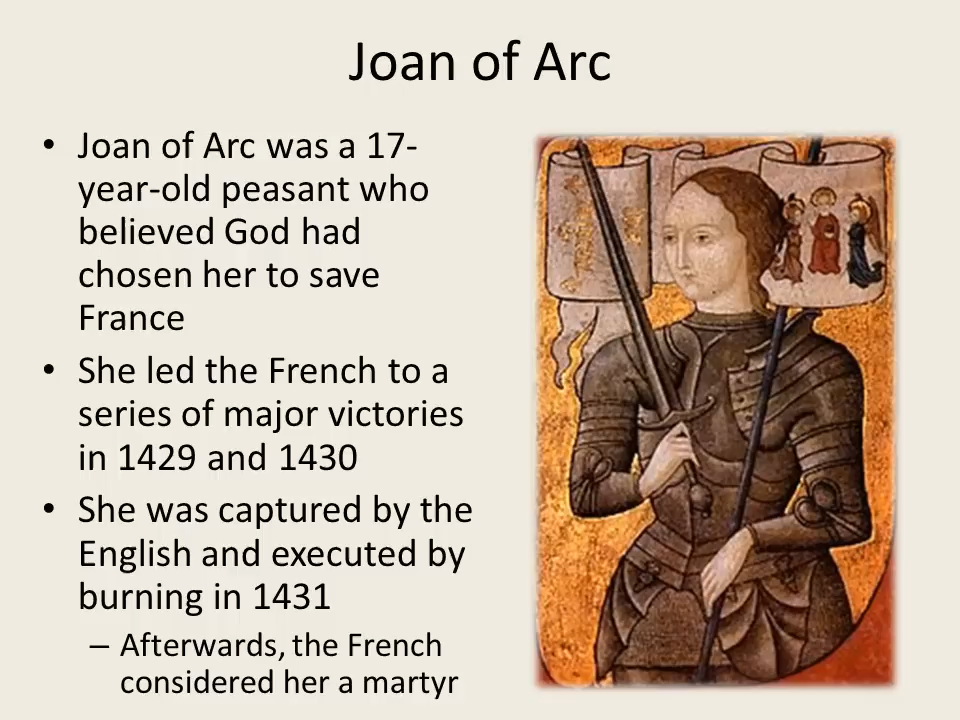 Joan of Arc
• Joan of Arc was a 17-
year-old peasant who
believed God had
chosen her to save
France
• She led the French to a
series of major victories
in 1429 and 1430
• She was captured by the
English and executed by
burning in 1431
– Afterwards, the French
considered her a martyr